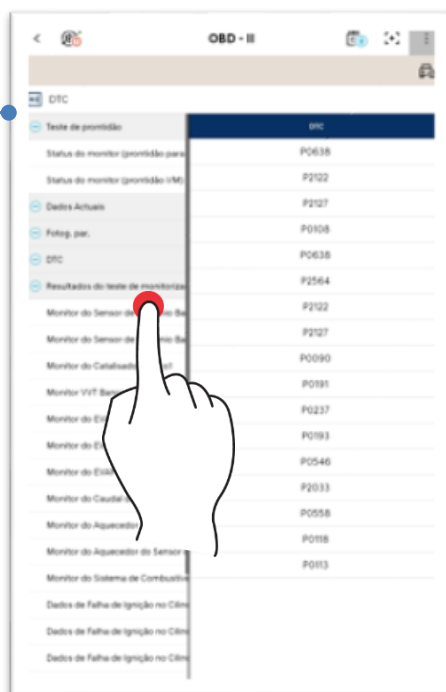 OBD - II
DTC
Teste de prontidão
Status do monitor (prontidão para
Status do monitor (prontidão I/M)
Dados Actuais
Fotog. par.
DTC
Resultados do teste de monitoriza
Monitor do Sensor de
Monitor do Sensor de
Monitor do Catalisador
Monitor VVT
Monitor do
Monitor do
Monitor do
Monitor do Caudal
Monitor do Aquecedor
Monitor do Aquecedor do Sensor
Monitor do Sistema de Combustíve
Dados de Falha de Ignição no Cilin
Dados de Falha de Ignição no Cilin
Dados de Falha de Ignição no Cilin
DTC
P0638
P2122
P2127
P0108
P0638
P2564
P2122
P2127
P0090
P0191
P0237
P0193
P0546
P2033
P0558
P0118
P0113